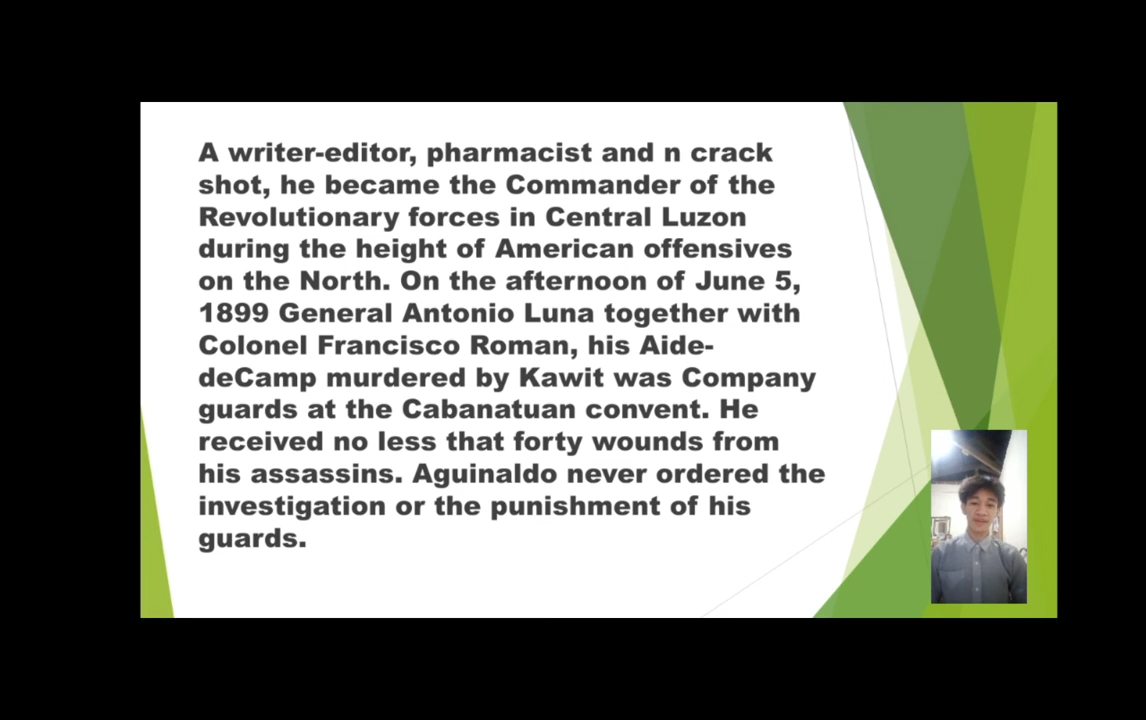 A writer-editor, pharmacist and n crack
shot, he became the Commander of the
Revolutionary forces in Central Luzon
during the height of American offensives
on the North. On the afternoon of June 5,
1899 General Antonio Luna together with
Colonel Francisco Roman, his Aide-
deCamp murdered by Kawit was Company
guards at the Cabanatuan convent. He
received no less that forty wounds from
his assassins. Aguinaldo never ordered the
investigation or the punishment of his
guards.